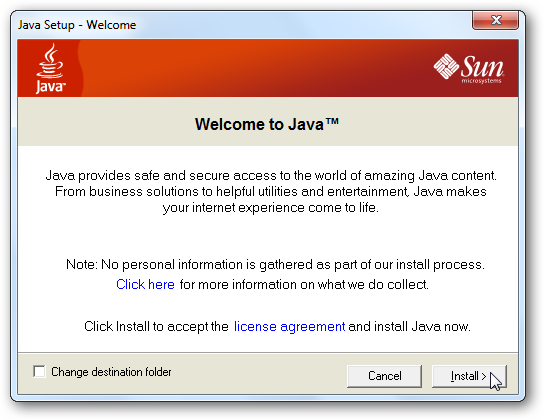 Java Setup - Welcome
Java™
Sun
microsystems
Welcome to Java™
Java provides safe and secure access to the world of amazing Java content.
From business solutions to helpful utilities and entertainment, Java makes
your internet experience come to life.
Note: No personal information is gathered as part of our install process.
Click here for more information on what we do collect.
Click Install to accept the license agreement and install Java now.
Change destination folder
Cancel
Install >